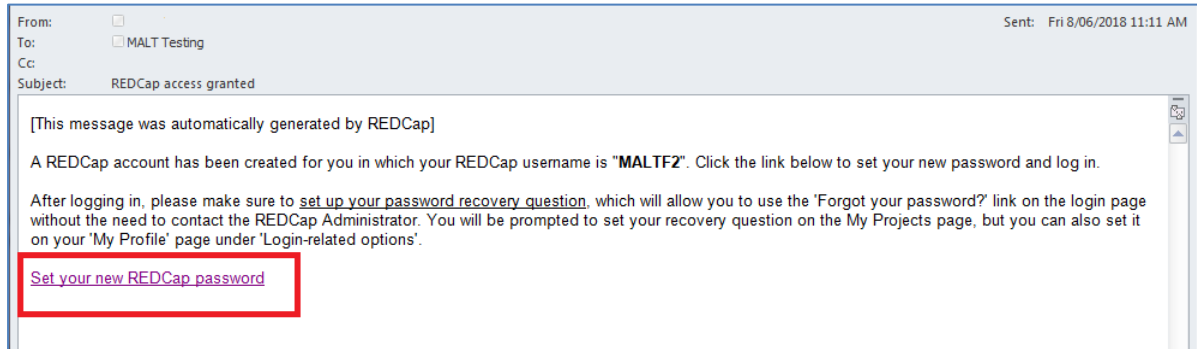 From:
Sent: Fri 8/06/2018 11:11 AM
To: MALT Testing
Cc:
Subject: REDCap access granted
[This message was automatically generated by REDCap]
A REDCap account has been created for you in which your REDCap username is "MALTF2". Click the link below to set your new password and log in.
After logging in, please make sure to set up your password recovery question, which will allow you to use the 'Forgot your password?' link on the login page
without the need to contact the REDCap Administrator. You will be prompted to set your recovery question on the My Projects page, but you can also set it
on your 'My Profile' page under 'Login-related options'.
Set your new REDCap password